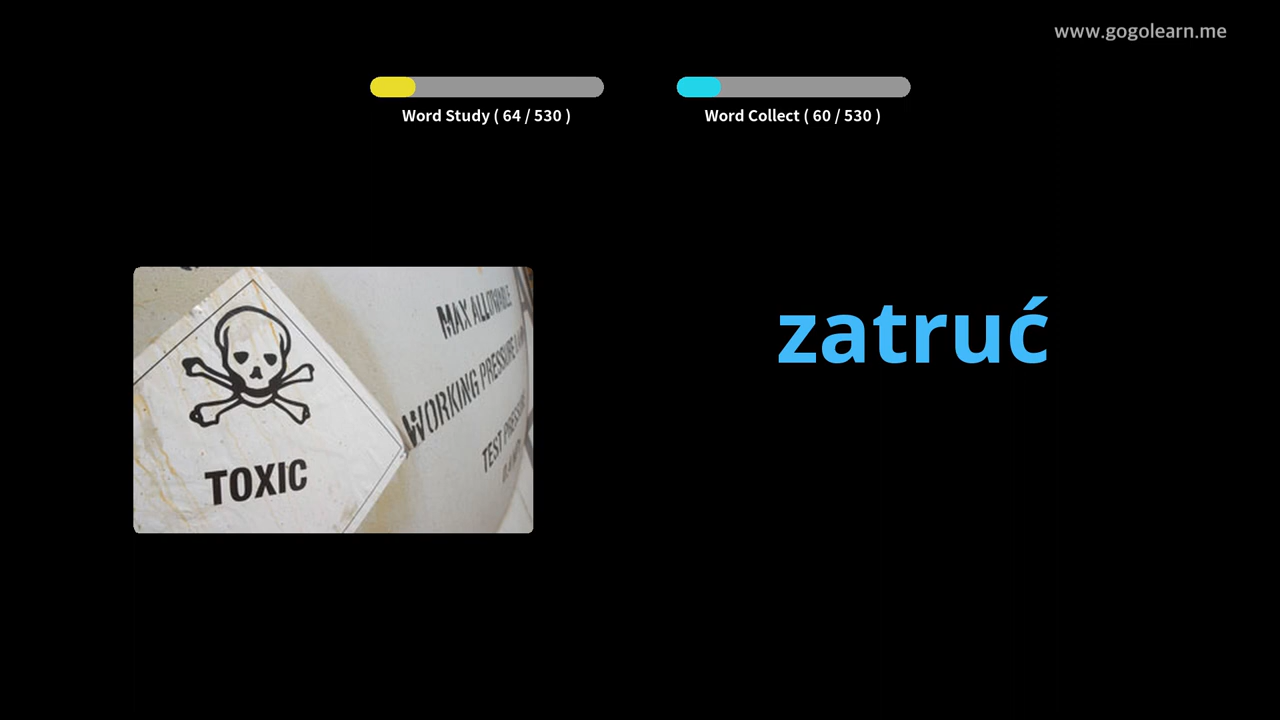 www.gogolearn.me
Word Study ( 64 / 530 )
Word Collect ( 60 / 530 )
zatruć
MAX ALLOWABLE
WORKING PRESSURE
TEST PRESSURE
TOXIC